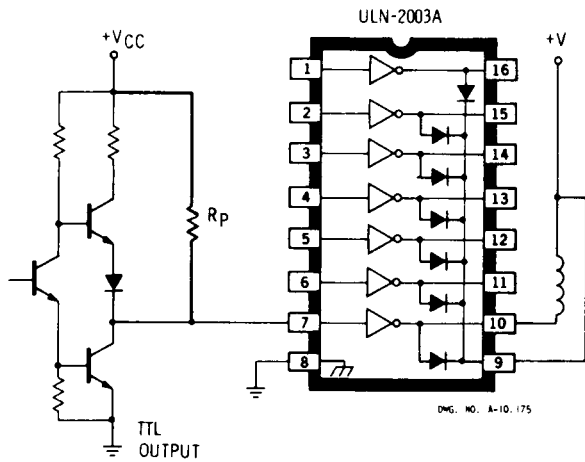 ULN-2003A
+VCC
+V
1
16
2
15
3
14
4
13
RP
5
12
6
11
7
10
8
9
DWG. NO. A-10,175
TTL
OUTPUT